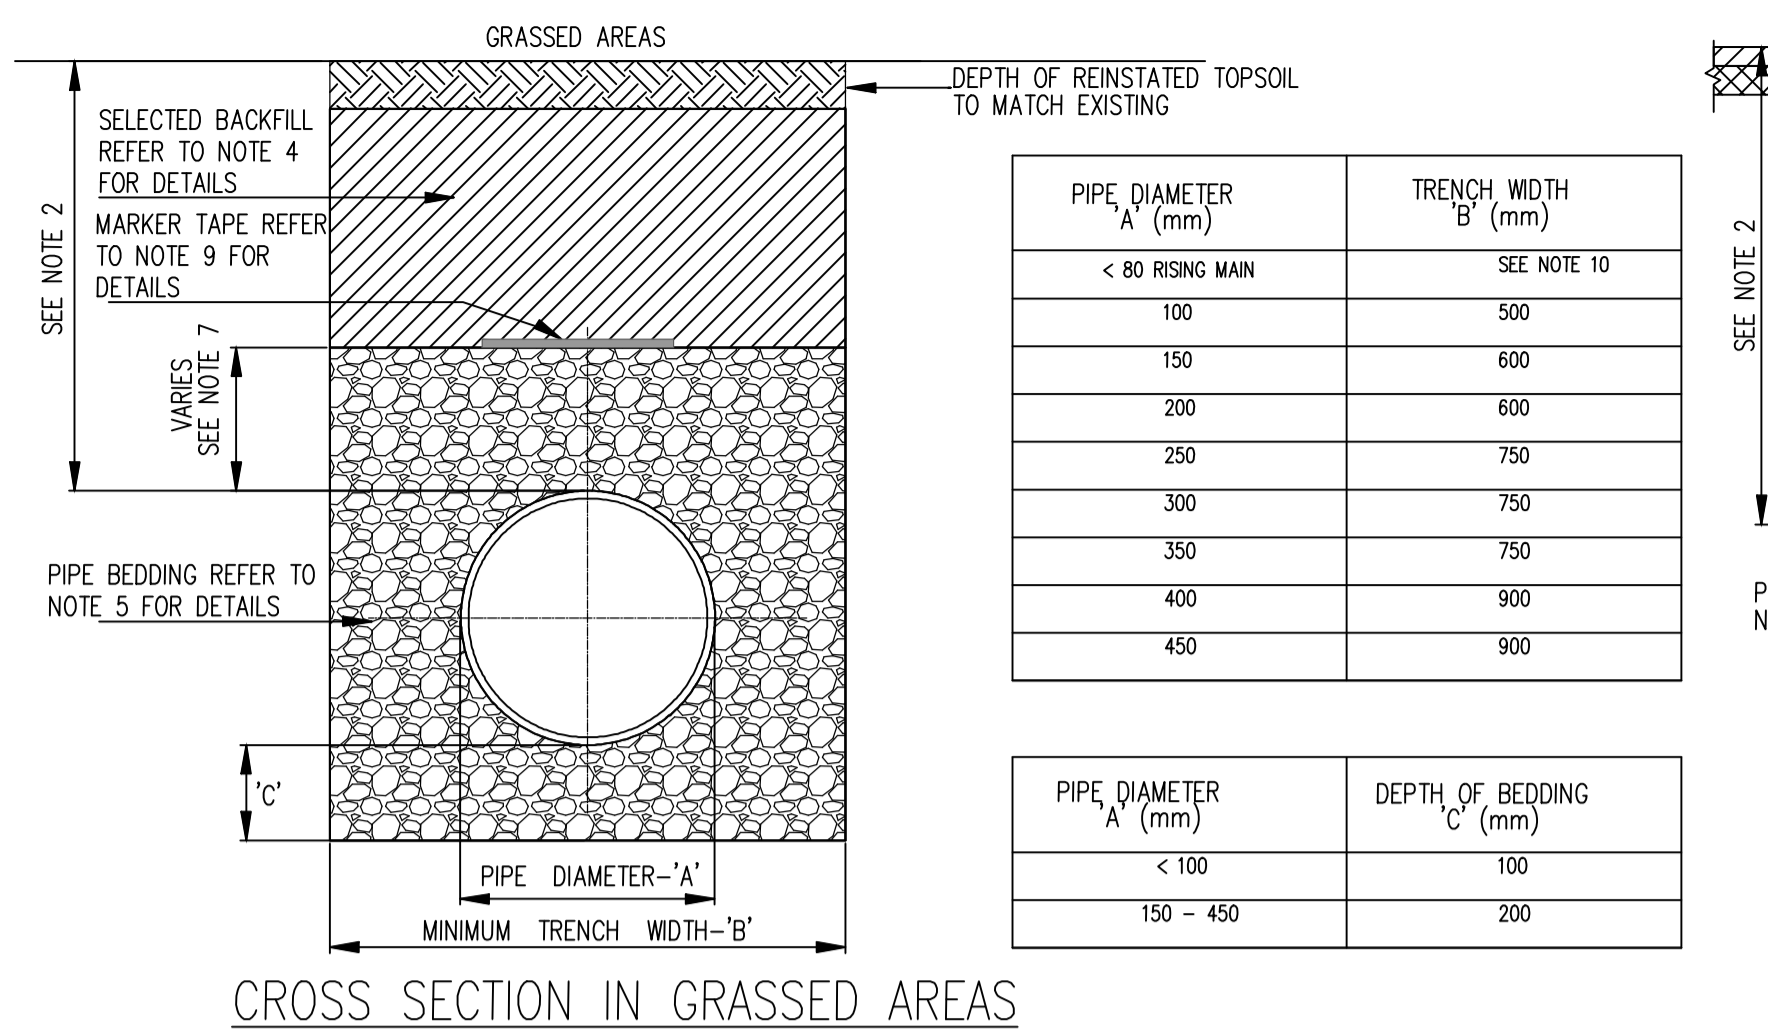 GRASSED AREAS
DEPTH OF REINSTATED TOPSOIL
TO MATCH EXISTING
SELECTED BACKFILL
REFER TO NOTE 4
FOR DETAILS
MARKER TAPE REFER
TO NOTE 9 FOR
DETAILS
SEE NOTE 2
VARIES
SEE NOTE 7
PIPE BEDDING REFER TO
NOTE 5 FOR DETAILS
'C'
PIPE DIAMETER-'A'
MINIMUM TRENCH WIDTH-'B'
CROSS SECTION IN GRASSED AREAS
PIPE DIAMETER 'A' (mm) TRENCH WIDTH 'B' (mm)
< 80 RISING MAIN SEE NOTE 10
100 500
150 600
200 600
250 750
300 750
350 750
400 900
450 900
PIPE DIAMETER 'A' (mm) DEPTH OF BEDDING 'C' (mm)
< 100 100
150 - 450 200
SEE NOTE 2
P
N